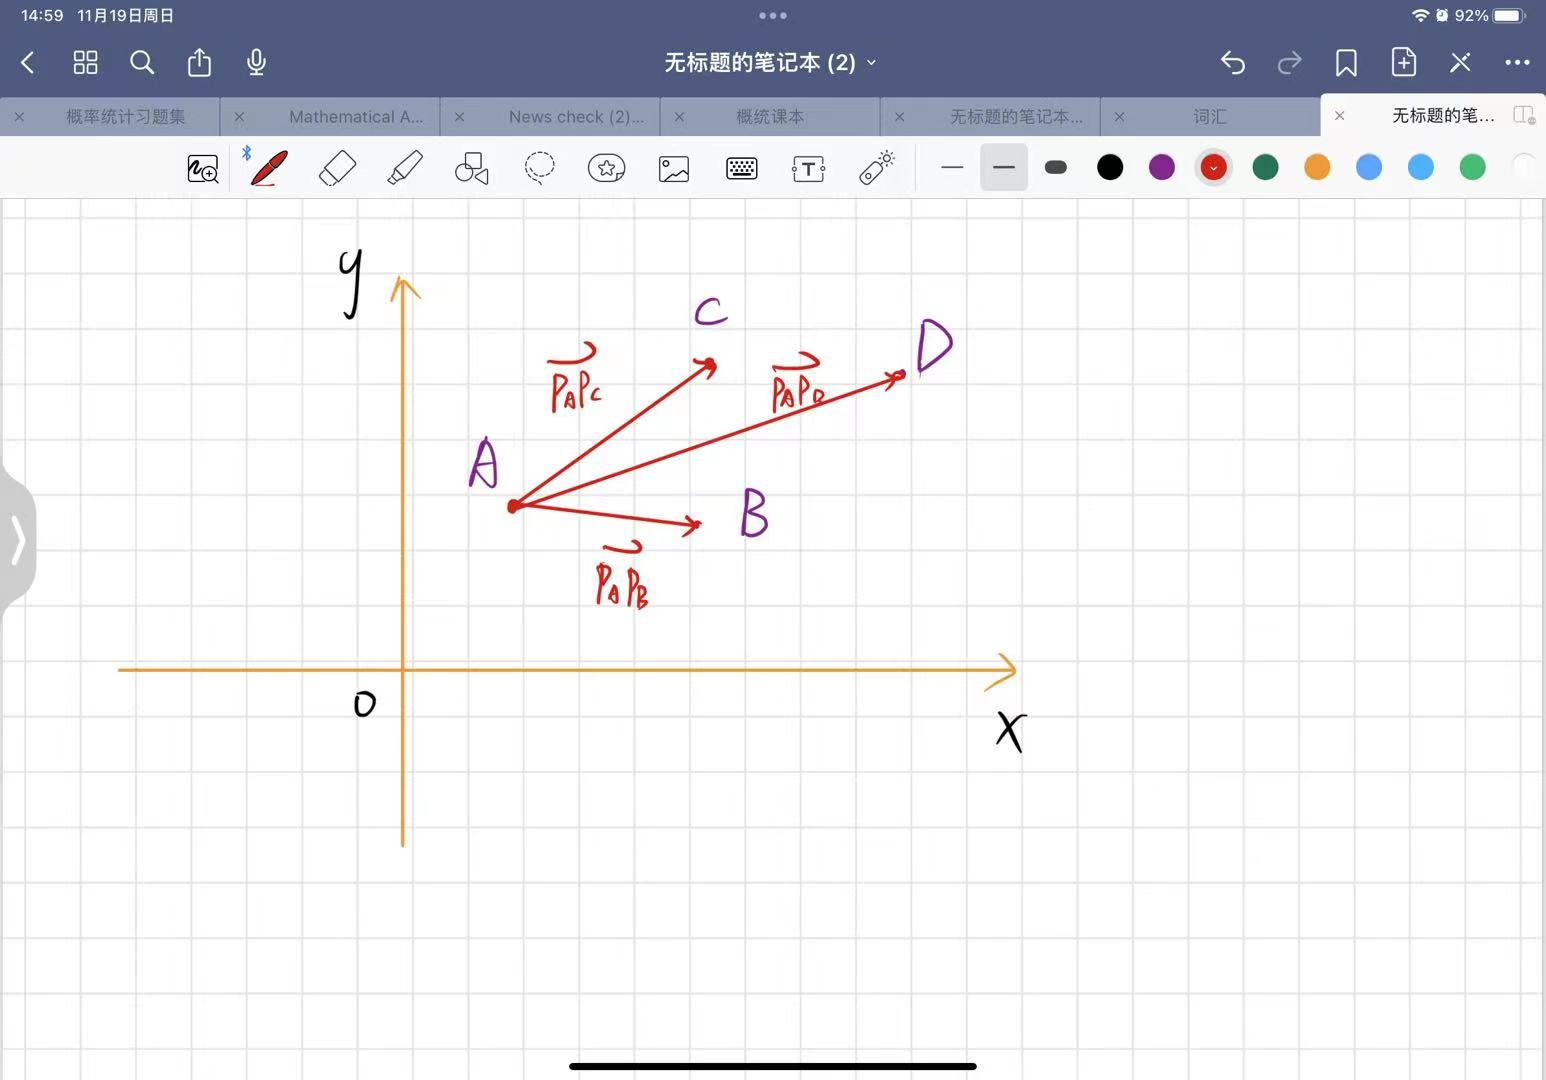 14:59 11月19日周日
92%
无标题的笔记本 (2)
概率统计习题集
Mathematical A...
News check (2)...
概统课本
无标题的笔记本...
词汇
无标题的笔...
T
y
C
D
PAPC
PAPD
A
B
PAPB
O
X